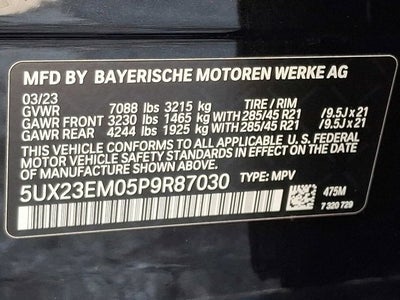 MFD BY BAYERISCHE MOTOREN WERKE AG
03/23
GVWR 7088 lbs 3215 kg TIRE / RIM
GAWR FRONT 3230 lbs 1465 kg WITH 285/45 R21 /9.5J x 21
GAWR REAR 4244 lbs 1925 kg WITH 285/45 R21 /9.5J x 21
THIS VEHICLE CONFORMS TO ALL APPLICABLE U. S. FEDERAL
MOTOR VEHICLE SAFETY STANDARDS IN EFFECT ON THE DATE
OF MANUFACTURE SHOWN ABOVE.
5UX23EM05P9R87030 TYPE: MPV
475M
7 320 729